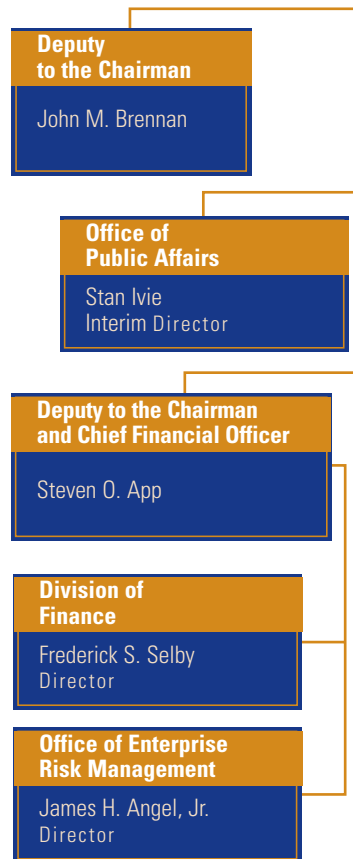 Deputy
to the Chairman
John M. Brennan
Office of
Public Affairs
Stan Ivie
Interim Director
Deputy to the Chairman
and Chief Financial Officer
Steven O. App
Division of
Finance
Frederick S. Selby
Director
Office of Enterprise
Risk Management
James H. Angel, Jr.
Director